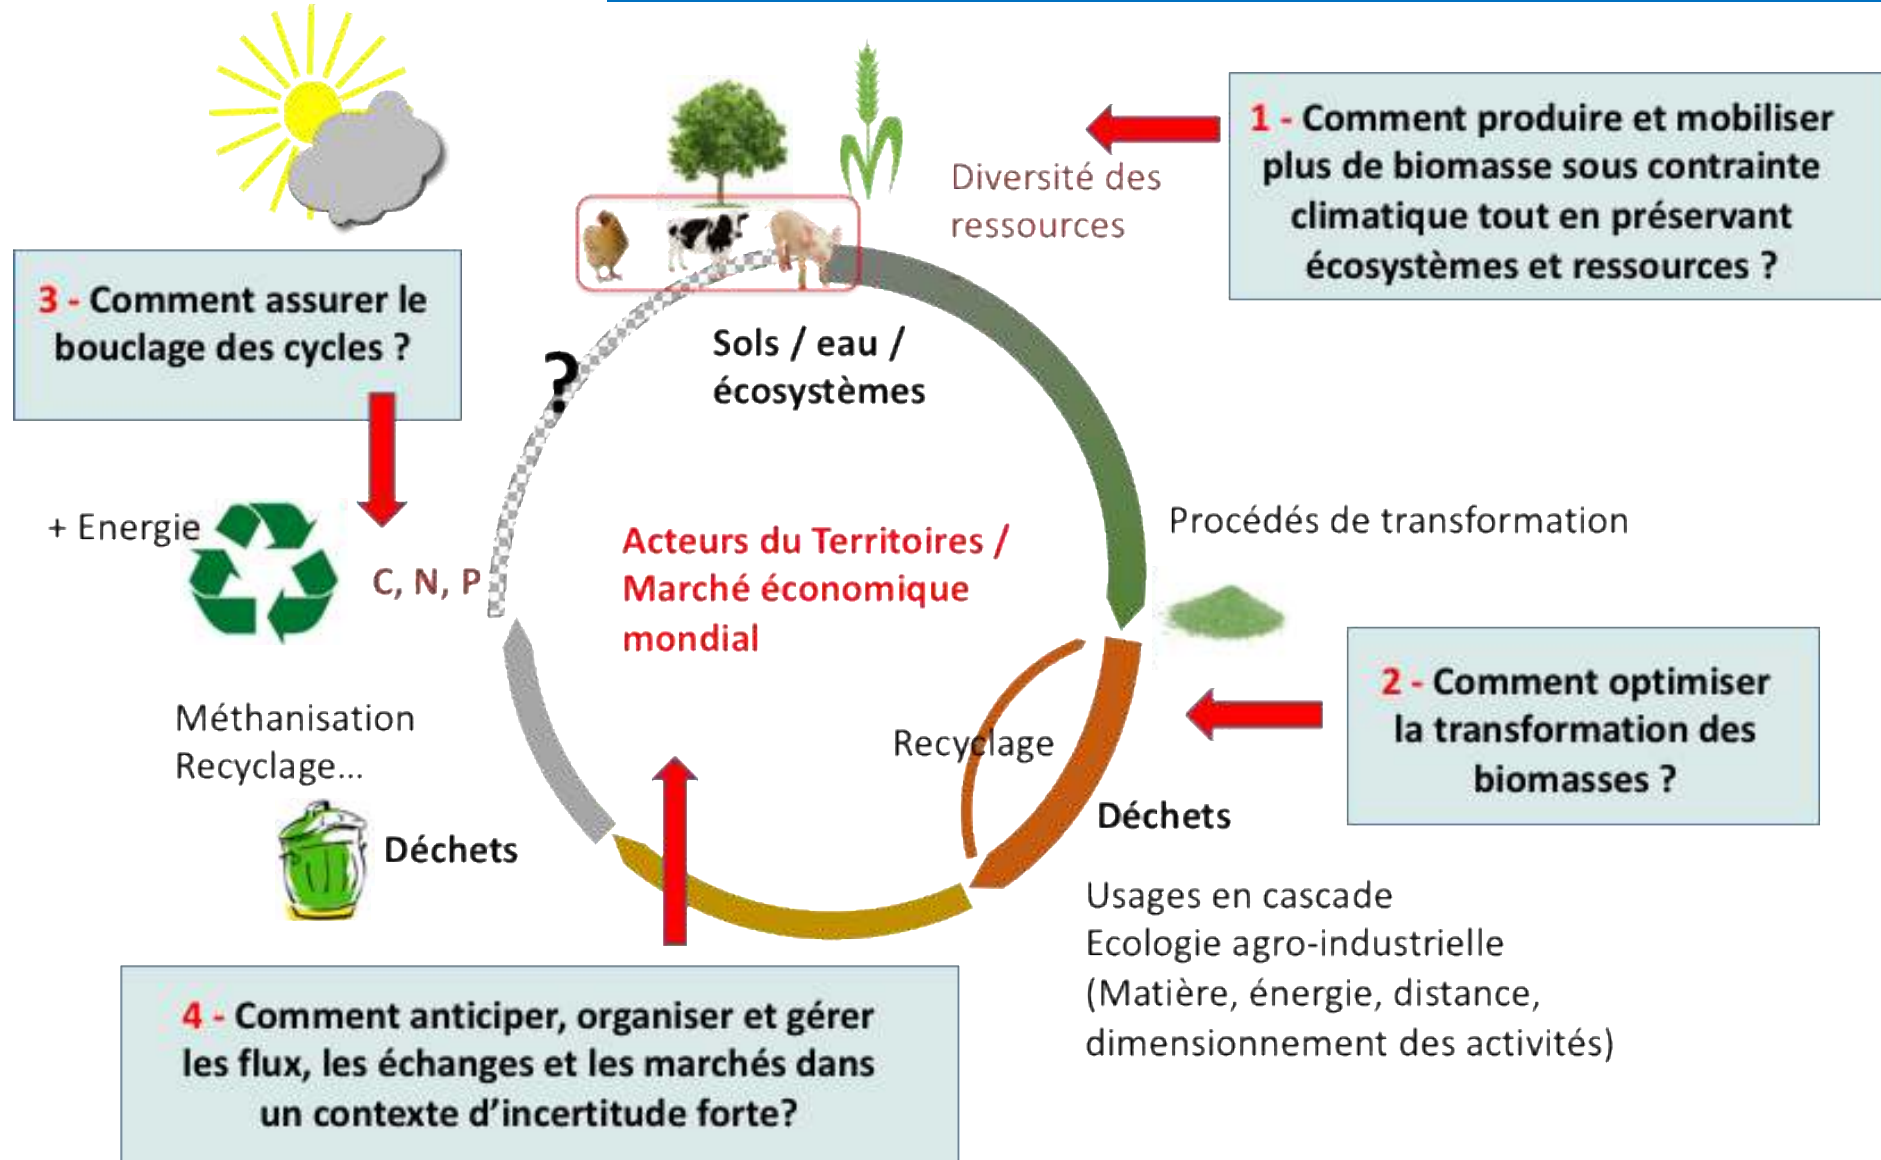 1 - Comment produire et mobiliser
plus de biomasse sous contrainte
climatique tout en préservant
écosystèmes et ressources ?
Diversité des
ressources
3 - Comment assurer le
bouclage des cycles ?
?
Sols / eau /
écosystèmes
+ Energie
C, N, P
Acteurs du Territoires /
Marché économique
mondial
Procédés de transformation
2 - Comment optimiser
la transformation des
biomasses ?
Méthanisation
Recyclage...
Recyclage
Déchets
Déchets
Usages en cascade
Ecologie agro-industrielle
(Matière, énergie, distance,
dimensionnement des activités)
4 - Comment anticiper, organiser et gérer
les flux, les échanges et les marchés dans
un contexte d’incertitude forte?